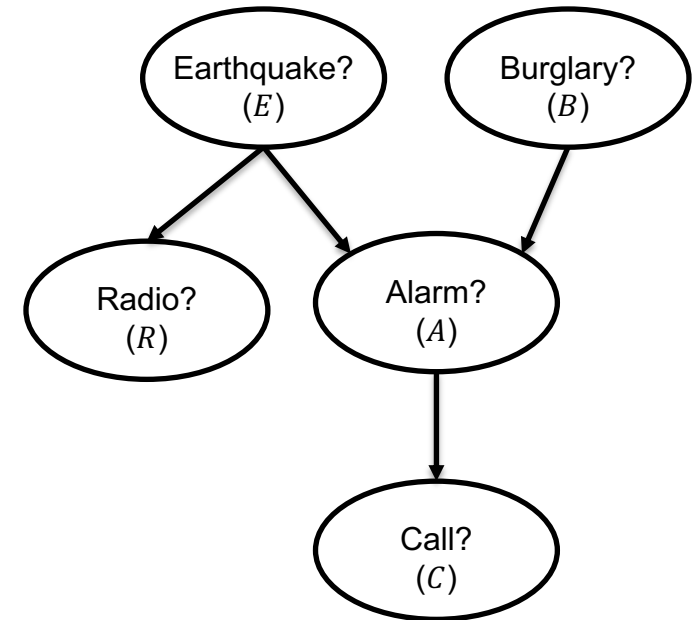 Earthquake?
(E)
Burglary?
(B)
Radio?
(R)
Alarm?
(A)
Call?
(C)